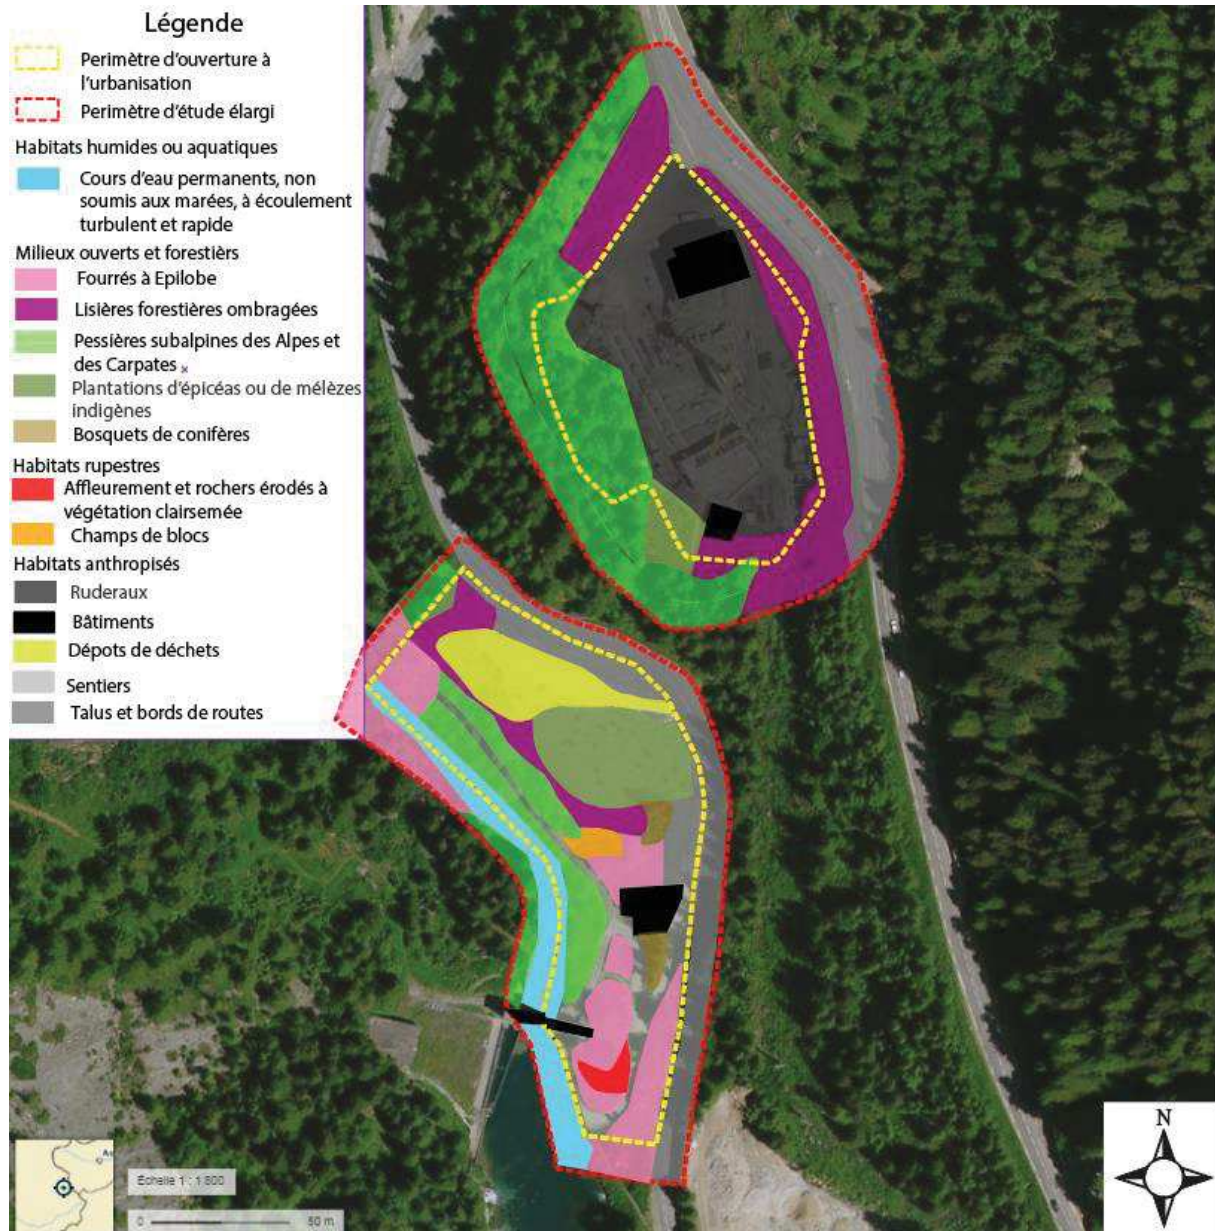 Légende
Perimètre d'ouverture à
l'urbanisation
Perimètre d'étude élargi
Habitats humides ou aquatiques
Cours d'eau permanents, non
soumis aux marées, à écoulement
turbulent et rapide
Milieux ouverts et forestièrs
Fourrés à Epilobe
Lisières forestières ombragées
Pessières subalpines des Alpes et
des Carpates
Plantations d'épicéas ou de mélèzes
indigènes
Bosquets de conifères
Habitats rupestres
Affleurement et rochers érodés à
végétation clairsemée
Champs de blocs
Habitats anthropisés
Ruderaux
Bâtiments
Dépots de déchets
Sentiers
Talus et bords de routes
N
Échelle 1 : 1 800
0 50 m